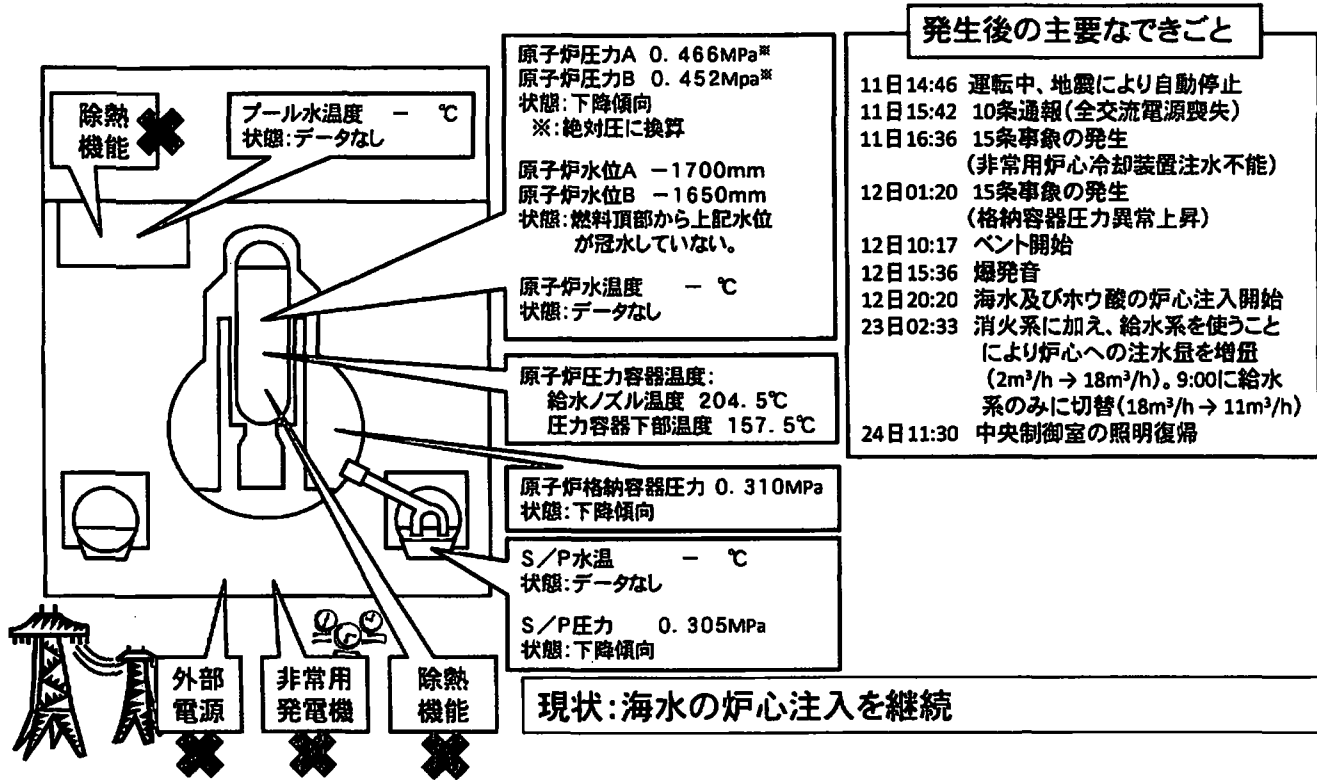 除熱
機能
プール水温度 － ℃
状態:データなし
原子炉圧力A 0. 466MPa※
原子炉圧力B 0. 452Mpa※
状態:下降傾向
※:絶対圧に換算
原子炉水位A －1700mm
原子炉水位B －1650mm
状態:燃料頂部から上記水位
が冠水していない。
原子炉水温度 － ℃
状態:データなし
原子炉圧力容器温度:
給水ノズル温度 204. 5℃
圧力容器下部温度 157. 5℃
原子炉格納容器圧力 0. 310MPa
状態:下降傾向
S／P水温 － ℃
状態:データなし
S／P圧力 0. 305MPa
状態:下降傾向
外部
電源
非常用
発電機
除熱
機能
発生後の主要なできごと
11日14:46 運転中、地震により自動停止
11日15:42 10条通報(全交流電源喪失)
11日16:36 15条事象の発生
(非常用炉心冷却装置注水不能)
12日01:20 15条事象の発生
(格納容器圧力異常上昇)
12日10:17 ベント開始
12日15:36 爆発音
12日20:20 海水及びホウ酸の炉心注入開始
23日02:33 消火系に加え、給水系を使うこと
により炉心への注水量を増量
(2m³/h → 18m³/h)。9:00に給水
系のみに切替(18m³/h → 11m³/h)
24日11:30 中央制御室の照明復帰
現状:海水の炉心注入を継続